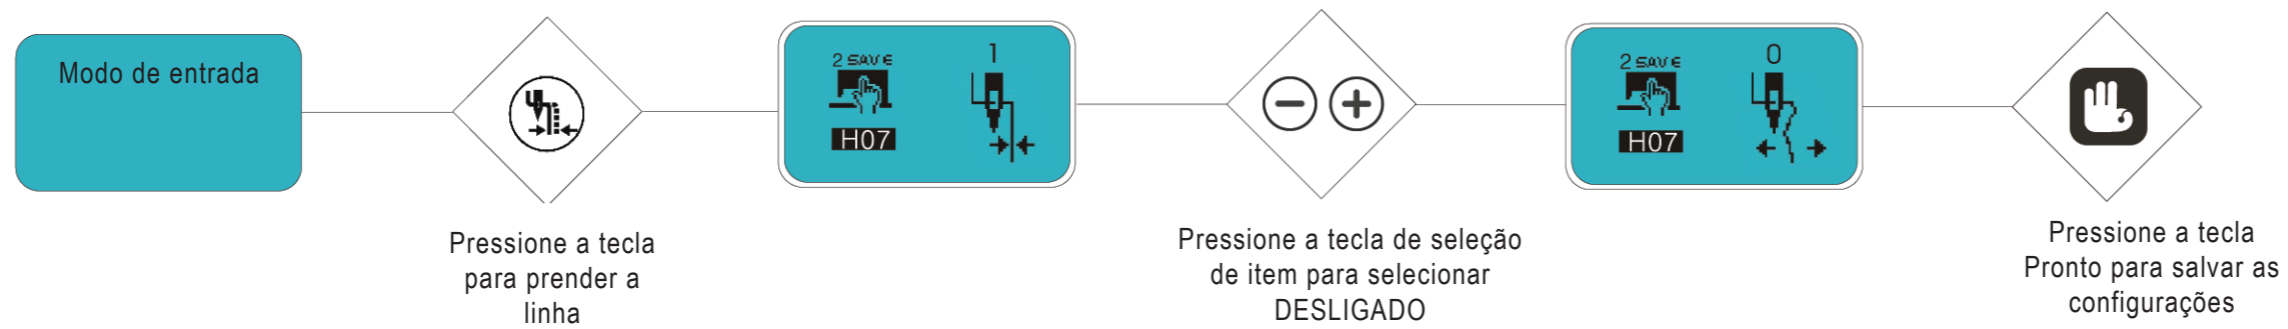 Modo de entrada
Pressione a tecla
para prender a
linha
2 SAVE
1
H07
Pressione a tecla de seleção
de item para selecionar
DESLIGADO
2 SAVE
0
H07
Pressione a tecla
Pronto para salvar as
configurações